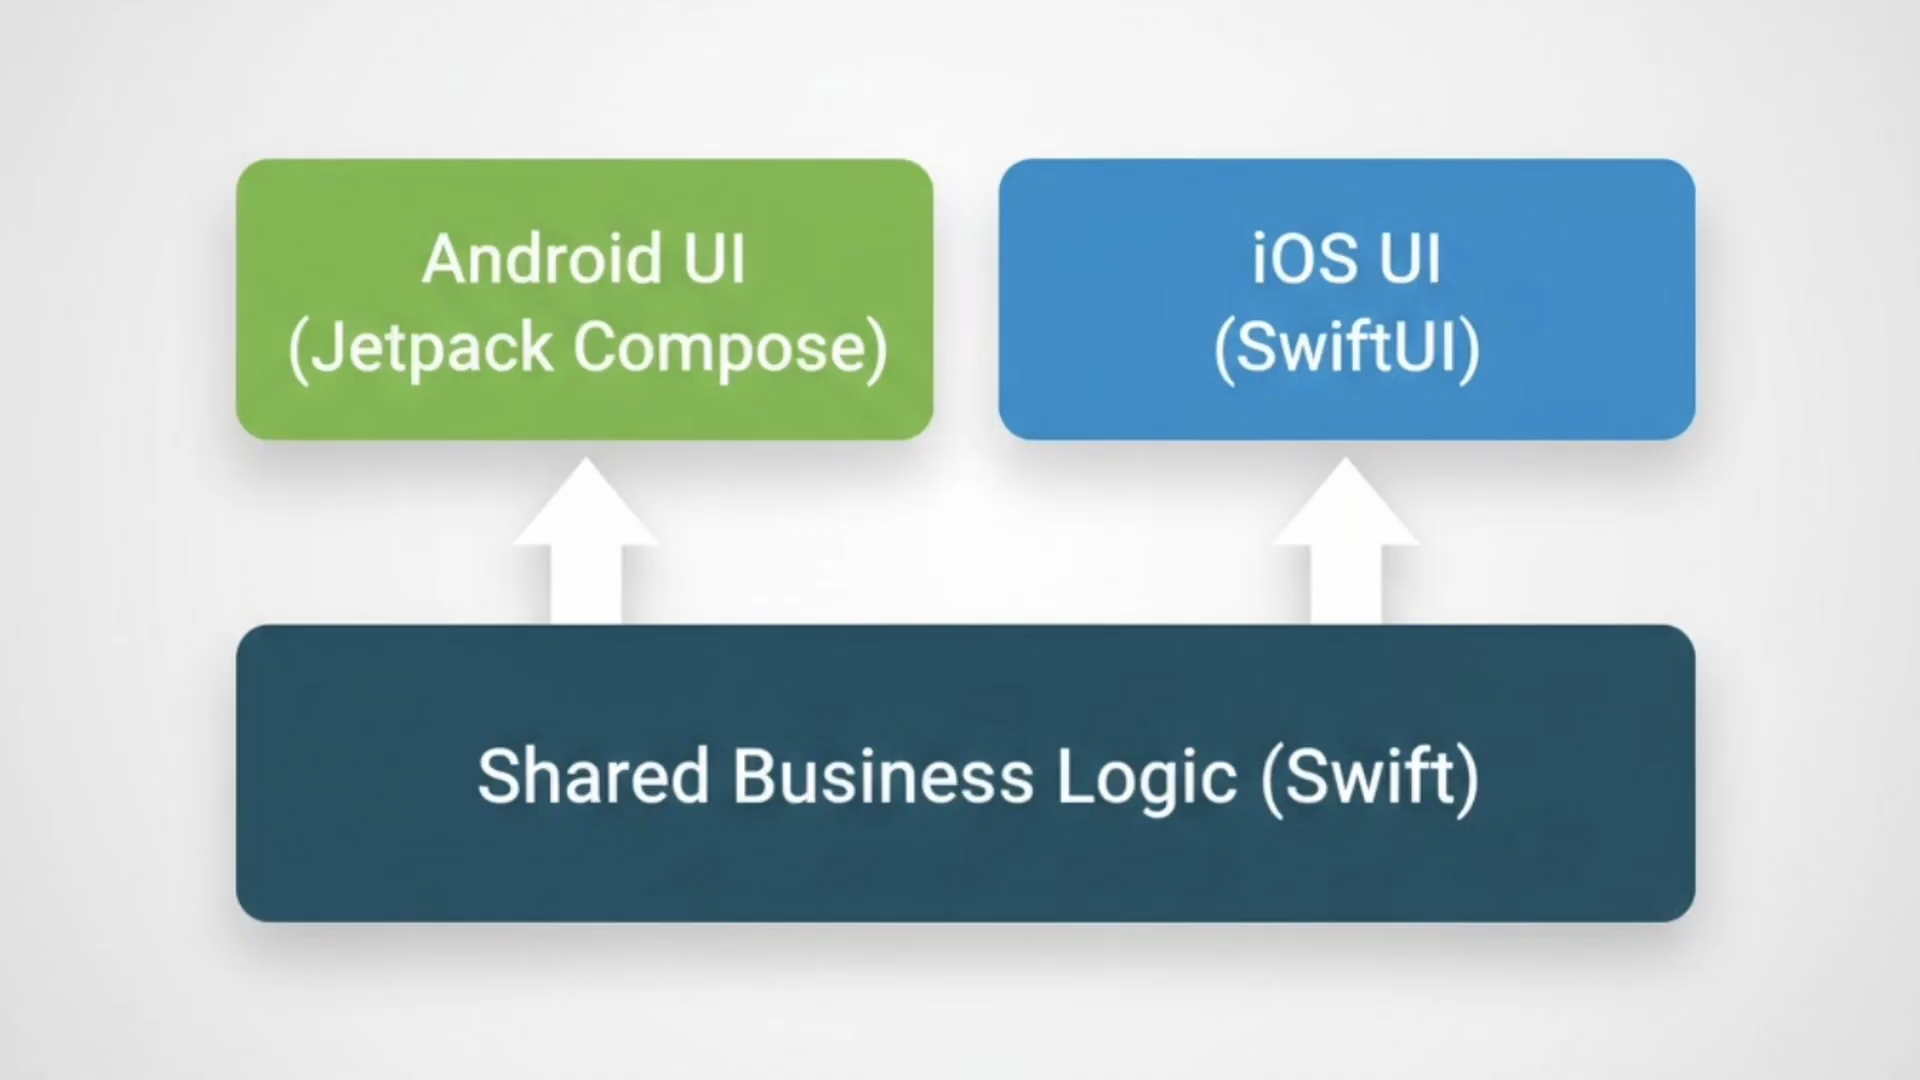 Android UI
(Jetpack Compose)
iOS UI
(SwiftUI)
Shared Business Logic (Swift)